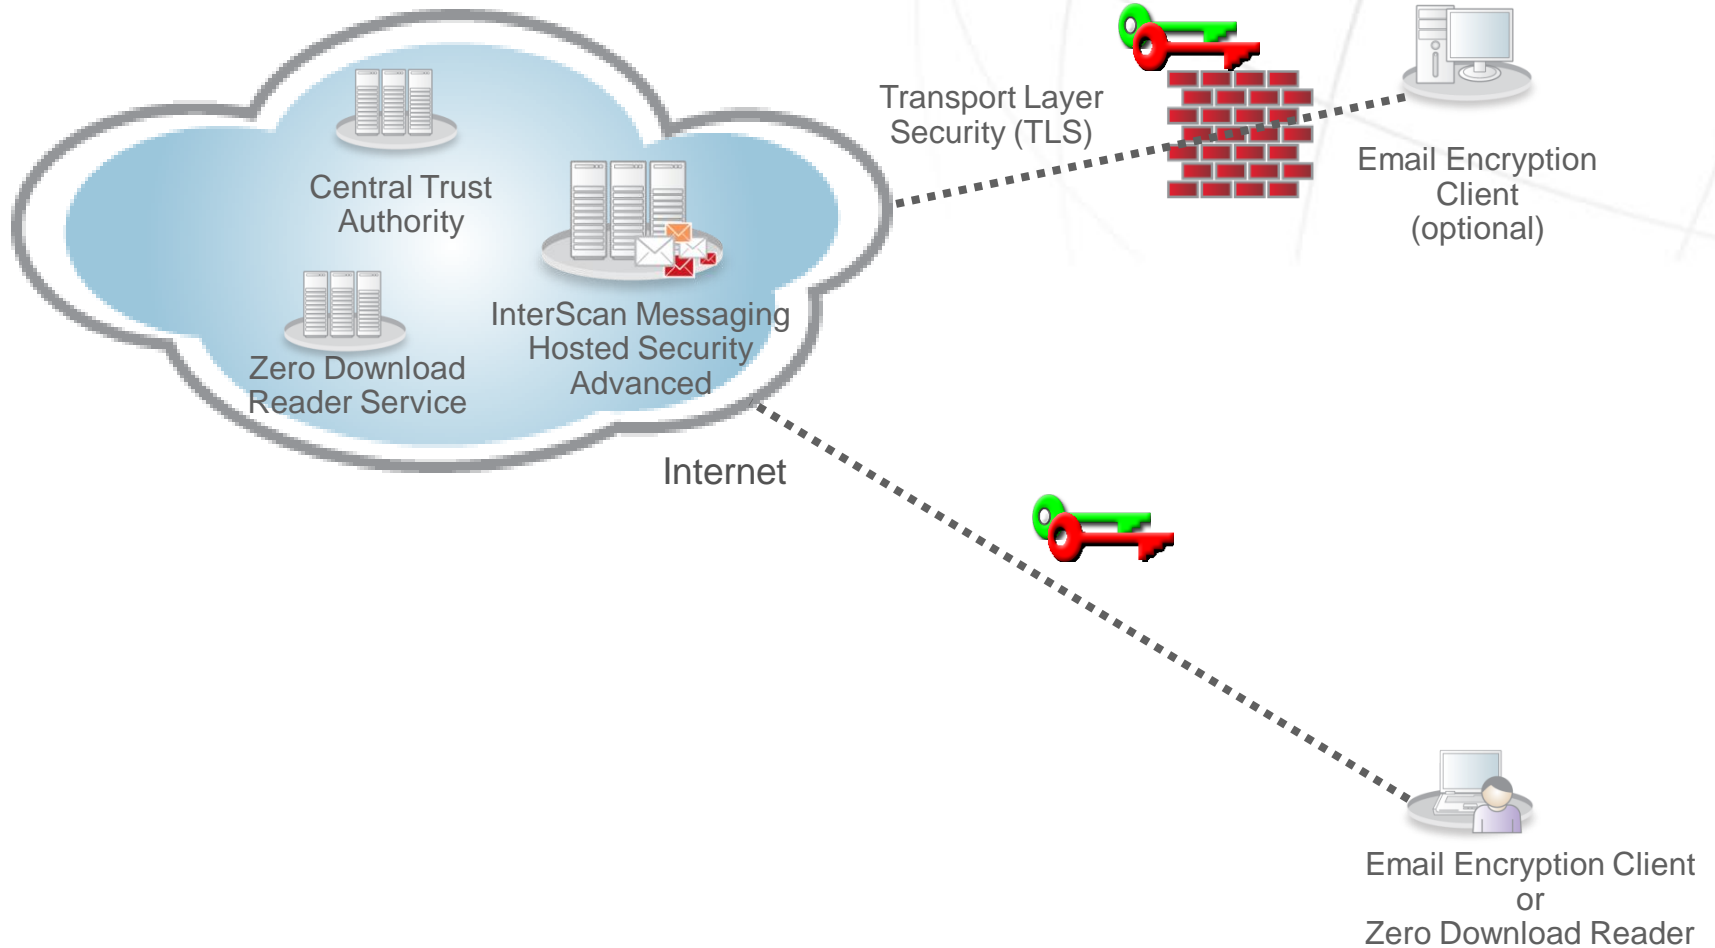 Central Trust
Authority
Zero Download
Reader Service
InterScan Messaging
Hosted Security
Advanced
Internet
Transport Layer
Security (TLS)
Email Encryption
Client
(optional)
Email Encryption Client
or
Zero Download Reader